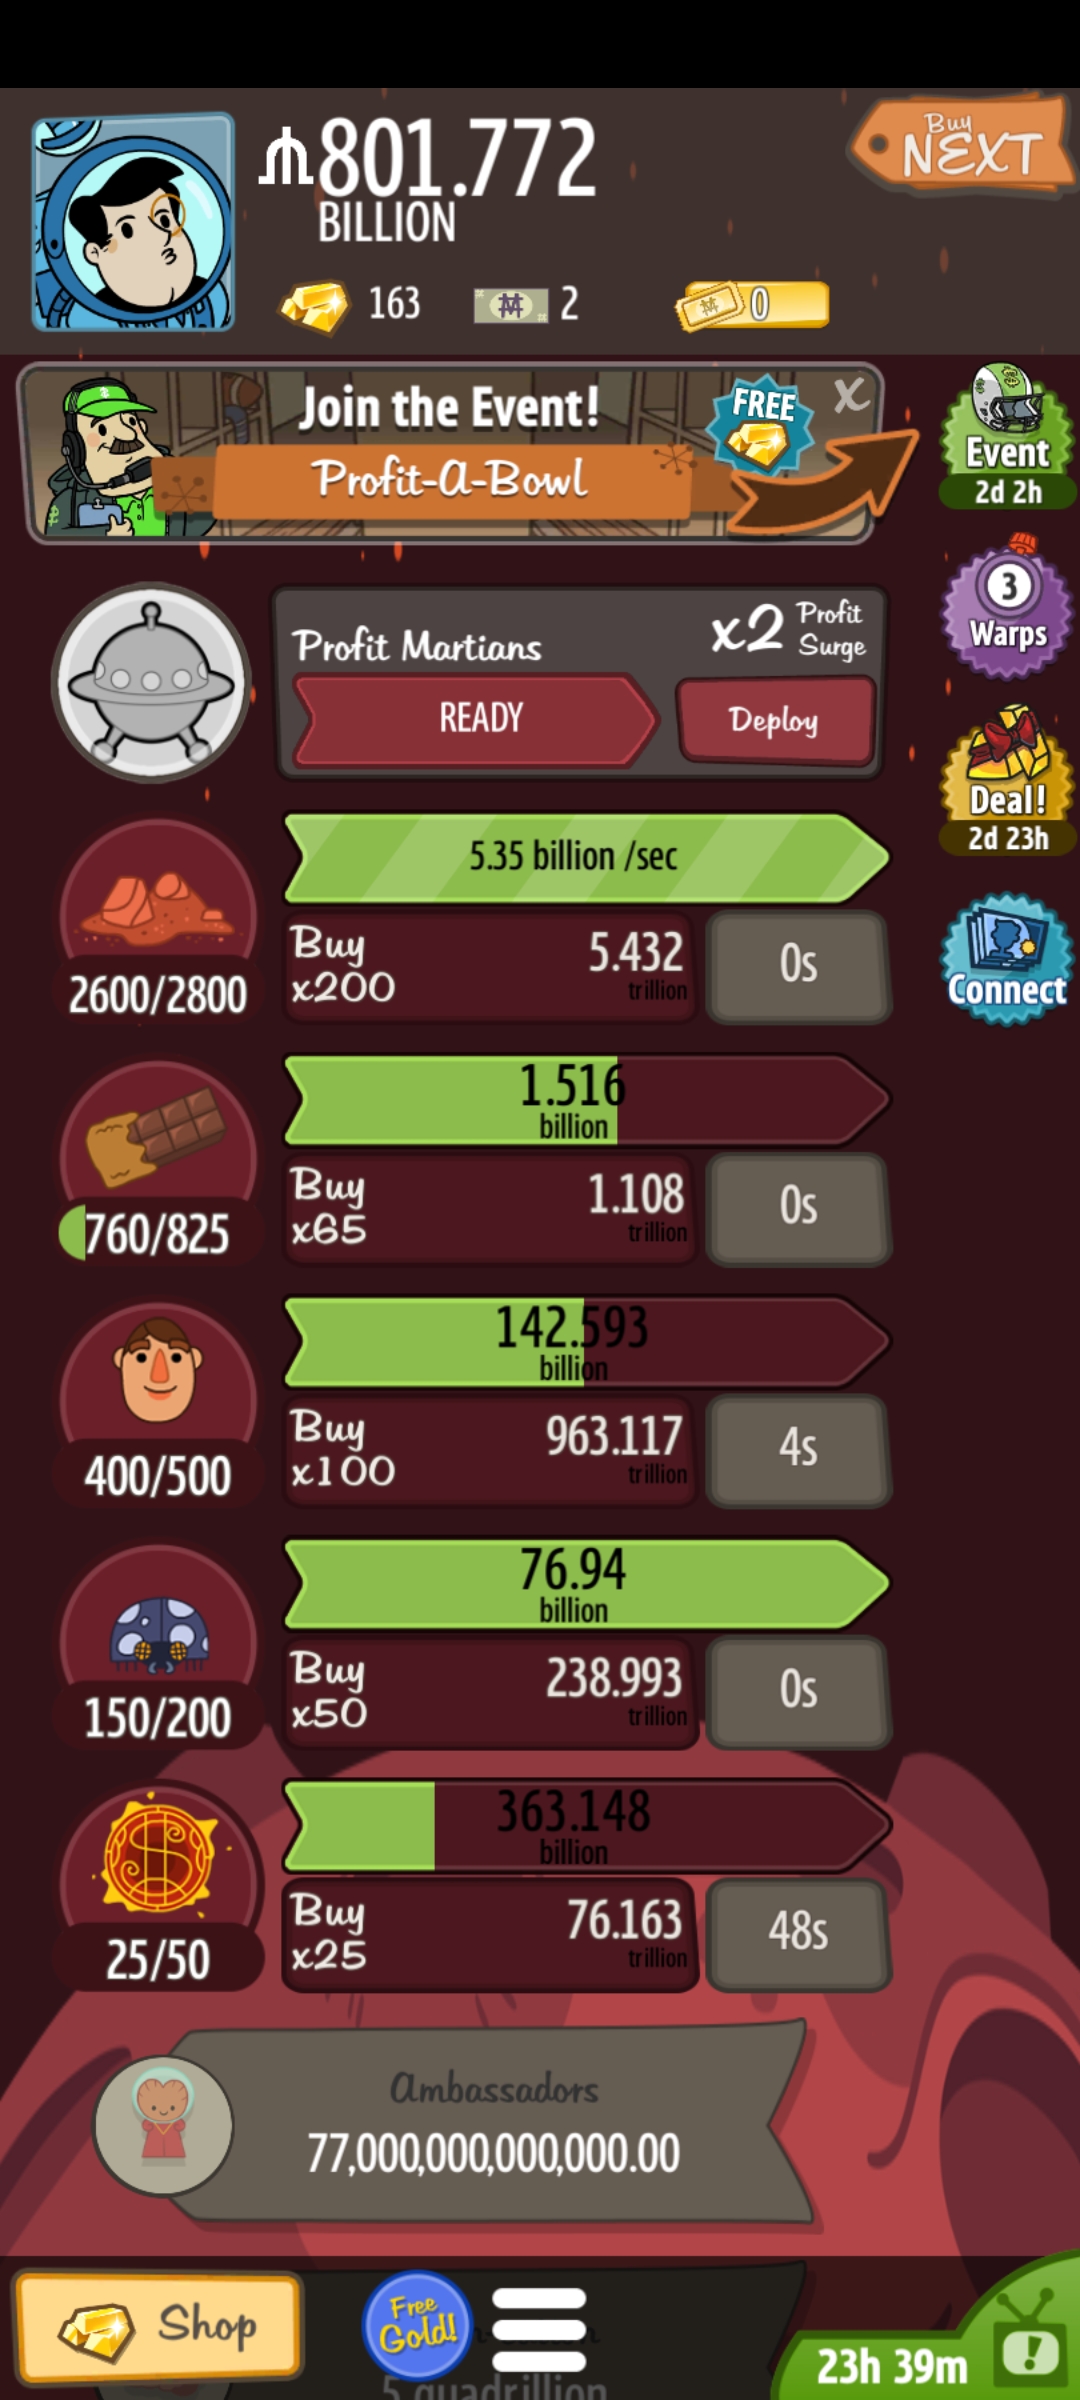 801.772
BILLION
Buy
NEXT
163
2
0
Join the Event!
Profit-A-Bowl
FREE
X
Event
2d 2h
3
Warps
Profit Martians
x2 Profit Surge
READY
Deploy
Deal!
2d 23h
5.35 billion /sec
Buy
x200
5.432
trillion
0s
2600/2800
Connect
1.516
billion
Buy
x65
1.108
trillion
0s
760/825
142.593
billion
Buy
x100
963.117
trillion
4s
400/500
76.94
billion
Buy
x50
238.993
trillion
0s
150/200
363.148
billion
Buy
x25
76.163
trillion
48s
25/50
Ambassadors
77,000,000,000,000.00
Shop
Free
Gold!
5 quadrillion
23h 39m